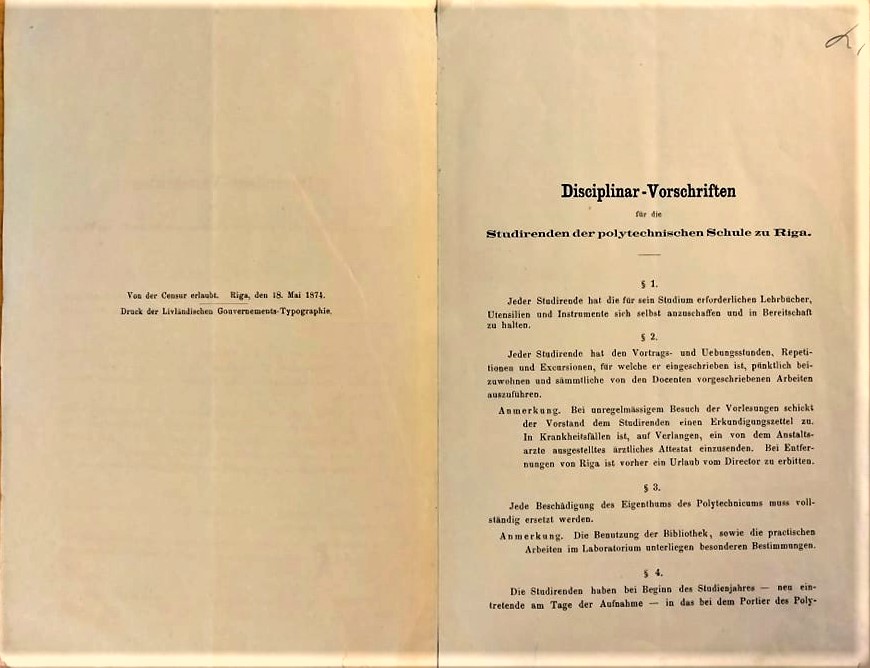 Von der Censur erlaubt. Riga, den 18. Mai 1874.
Druck der Livländischen Gouvernements-Typographie.
Disciplinar-Vorschriften
für die
Studirenden der polytechnischen Schule zu Riga.
§ 1.
Jeder Studirende hat die für sein Studium erforderlichen Lehrbücher,
Utensilien und Instrumente sich selbst anzuschaffen und in Bereitschaft
zu halten.
§ 2.
Jeder Studirende hat den Vortrags- und Uebungsstunden, Repeti-
tionen und Excursionen, für welche er eingeschrieben ist, pünktlich bei-
zuwohnen und sämmtliche von den Docenten vorgeschriebenen Arbeiten
auszuführen.
Anmerkung. Bei unregelmässigem Besuch der Vorlesungen schickt
der Vorstand dem Studirenden einen Erkundigungszettel zu.
In Krankheitsfällen ist, auf Verlangen, ein von dem Anstalts-
arzte ausgestelltes ärztliches Attestat einzusenden. Bei Entfer-
nungen von Riga ist vorher ein Urlaub vom Director zu erbitten.
§ 3.
Jede Beschädigung des Eigenthums des Polytechnicums muss voll-
ständig ersetzt werden.
Anmerkung. Die Benutzung der Bibliothek, sowie die practischen
Arbeiten im Laboratorium unterliegen besonderen Bestimmungen.
§ 4.
Die Studirenden haben bei Beginn des Studienjahres — neu ein-
tretende am Tage der Aufnahme — in das bei dem Portier des Poly-